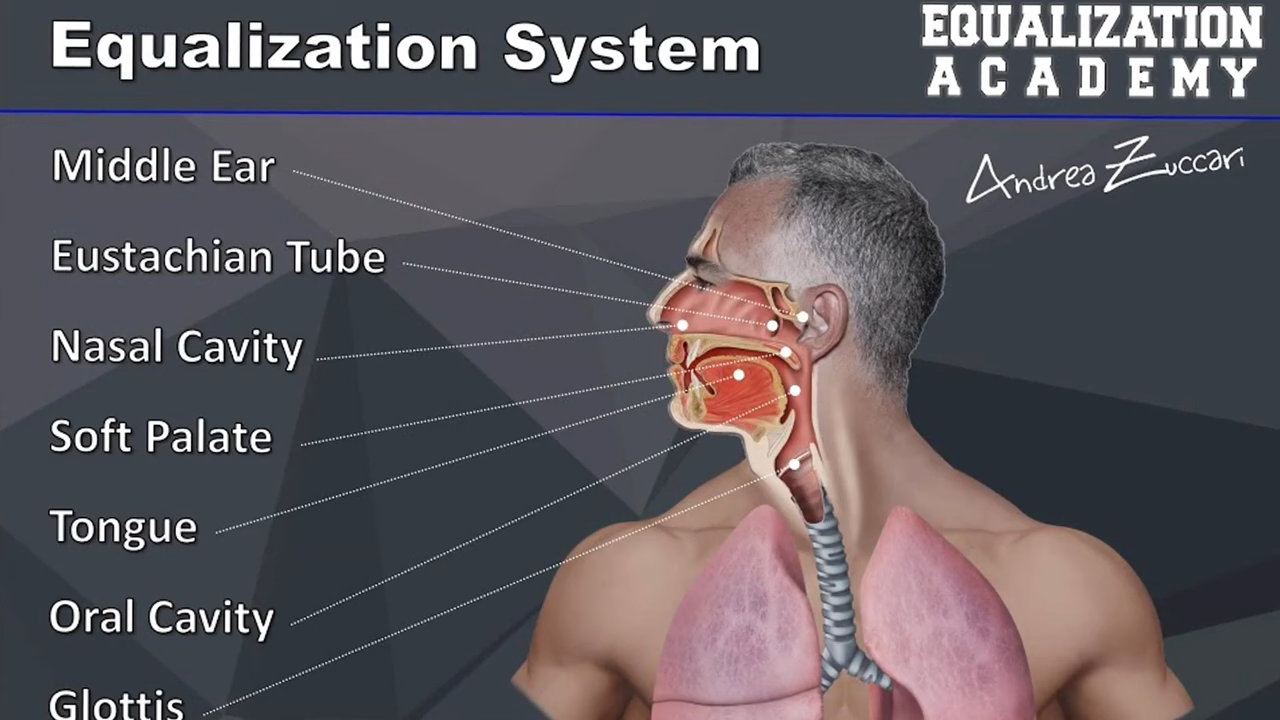 Equalization System
EQUALIZATION
ACADEMY
Andrea Zuccari
Middle Ear
Eustachian Tube
Nasal Cavity
Soft Palate
Tongue
Oral Cavity
Glottis